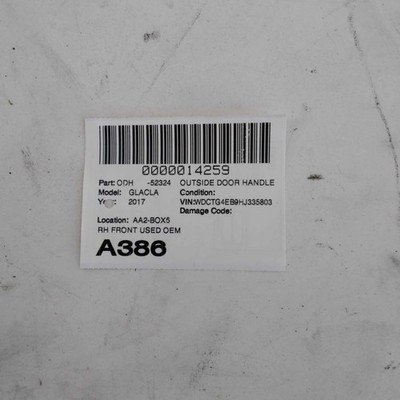 0000014259
Part: ODH -52324 OUTSIDE DOOR HANDLE
Model: GLACLA Condition:
Year: 2017 VIN:WDCTG4EB9HJ335803
Damage Code:
Location: AA2-BOX5
RH FRONT USED OEM
A386